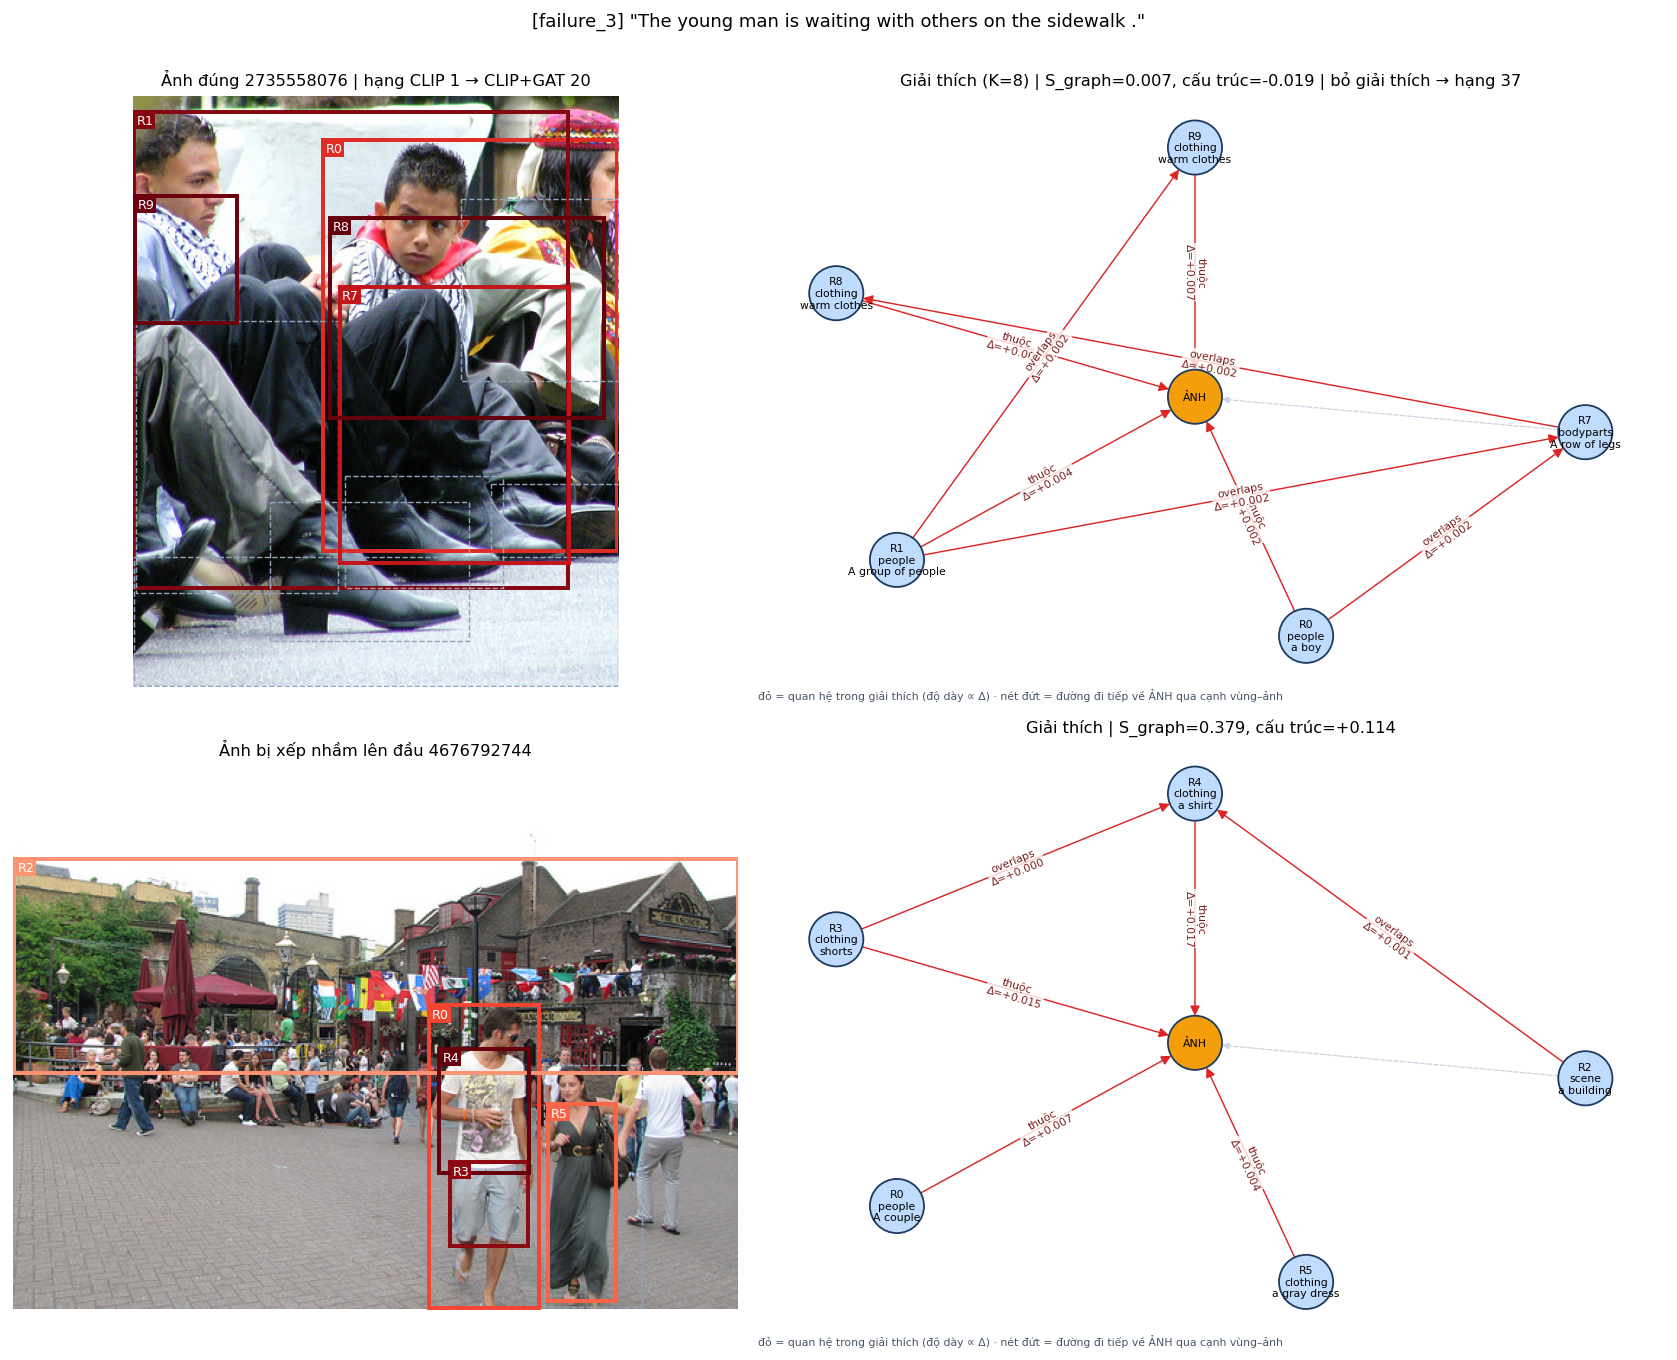 [failure_3] "The young man is waiting with others on the sidewalk ."
Ảnh đúng 2735558076 | hạng CLIP 1 → CLIP+GAT 20
R1
R0
R9
R8
R7
Giải thích (K=8) | S_graph=0.007, cấu trúc=-0.019 | bỏ giải thích → hạng 37
R9
clothing
warm clothes
thuộc
Δ=+0.007
R8
clothing
warm clothes
thuộc
overlaps
Δ=+0.002
overlaps
Δ=+0.002
ẢNH
R7
bodyparts
A row of legs
thuộc
Δ=+0.004
overlaps
Δ=+0.002
thuộc
+0.002
overlaps
Δ=+0.002
R1
people
A group of people
R0
people
a boy
đỏ = quan hệ trong giải thích (độ dày ∝ Δ) · nét đứt = đường đi tiếp về ẢNH qua cạnh vùng–ảnh
Ảnh bị xếp nhầm lên đầu 4676792744
R2
R0
R4
R5
R3
THE ANCHOR
Giải thích | S_graph=0.379, cấu trúc=+0.114
R4
clothing
a shirt
overlaps
Δ=+0.000
thuộc
Δ=+0.017
overlaps
Δ=+0.001
R3
clothing
shorts
thuộc
Δ=+0.015
ẢNH
R2
scene
a building
thuộc
Δ=+0.007
thuộc
Δ=+0.004
R0
people
A couple
R5
clothing
a gray dress
đỏ = quan hệ trong giải thích (độ dày ∝ Δ) · nét đứt = đường đi tiếp về ẢNH qua cạnh vùng–ảnh